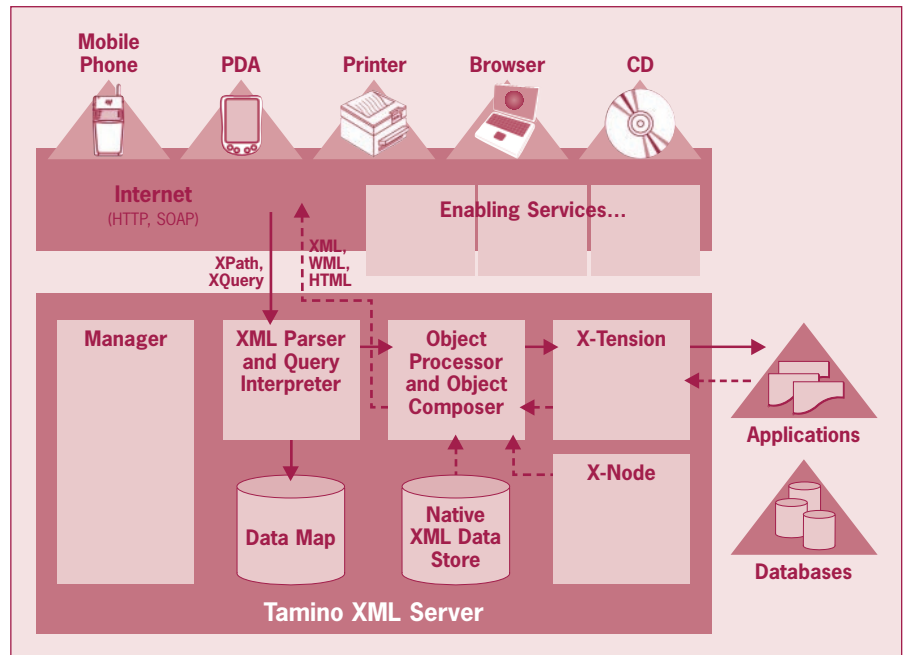 Mobile
Phone
PDA
Printer
Browser
CD
Internet
(HTTP, SOAP)
Enabling Services...
XPath,
XQuery
XML,
WML,
HTML
Manager
XML Parser
and Query
Interpreter
Object
Processor
and Object
Composer
X-Tension
Applications
X-Node
Data Map
Native
XML Data
Store
Databases
Tamino XML Server